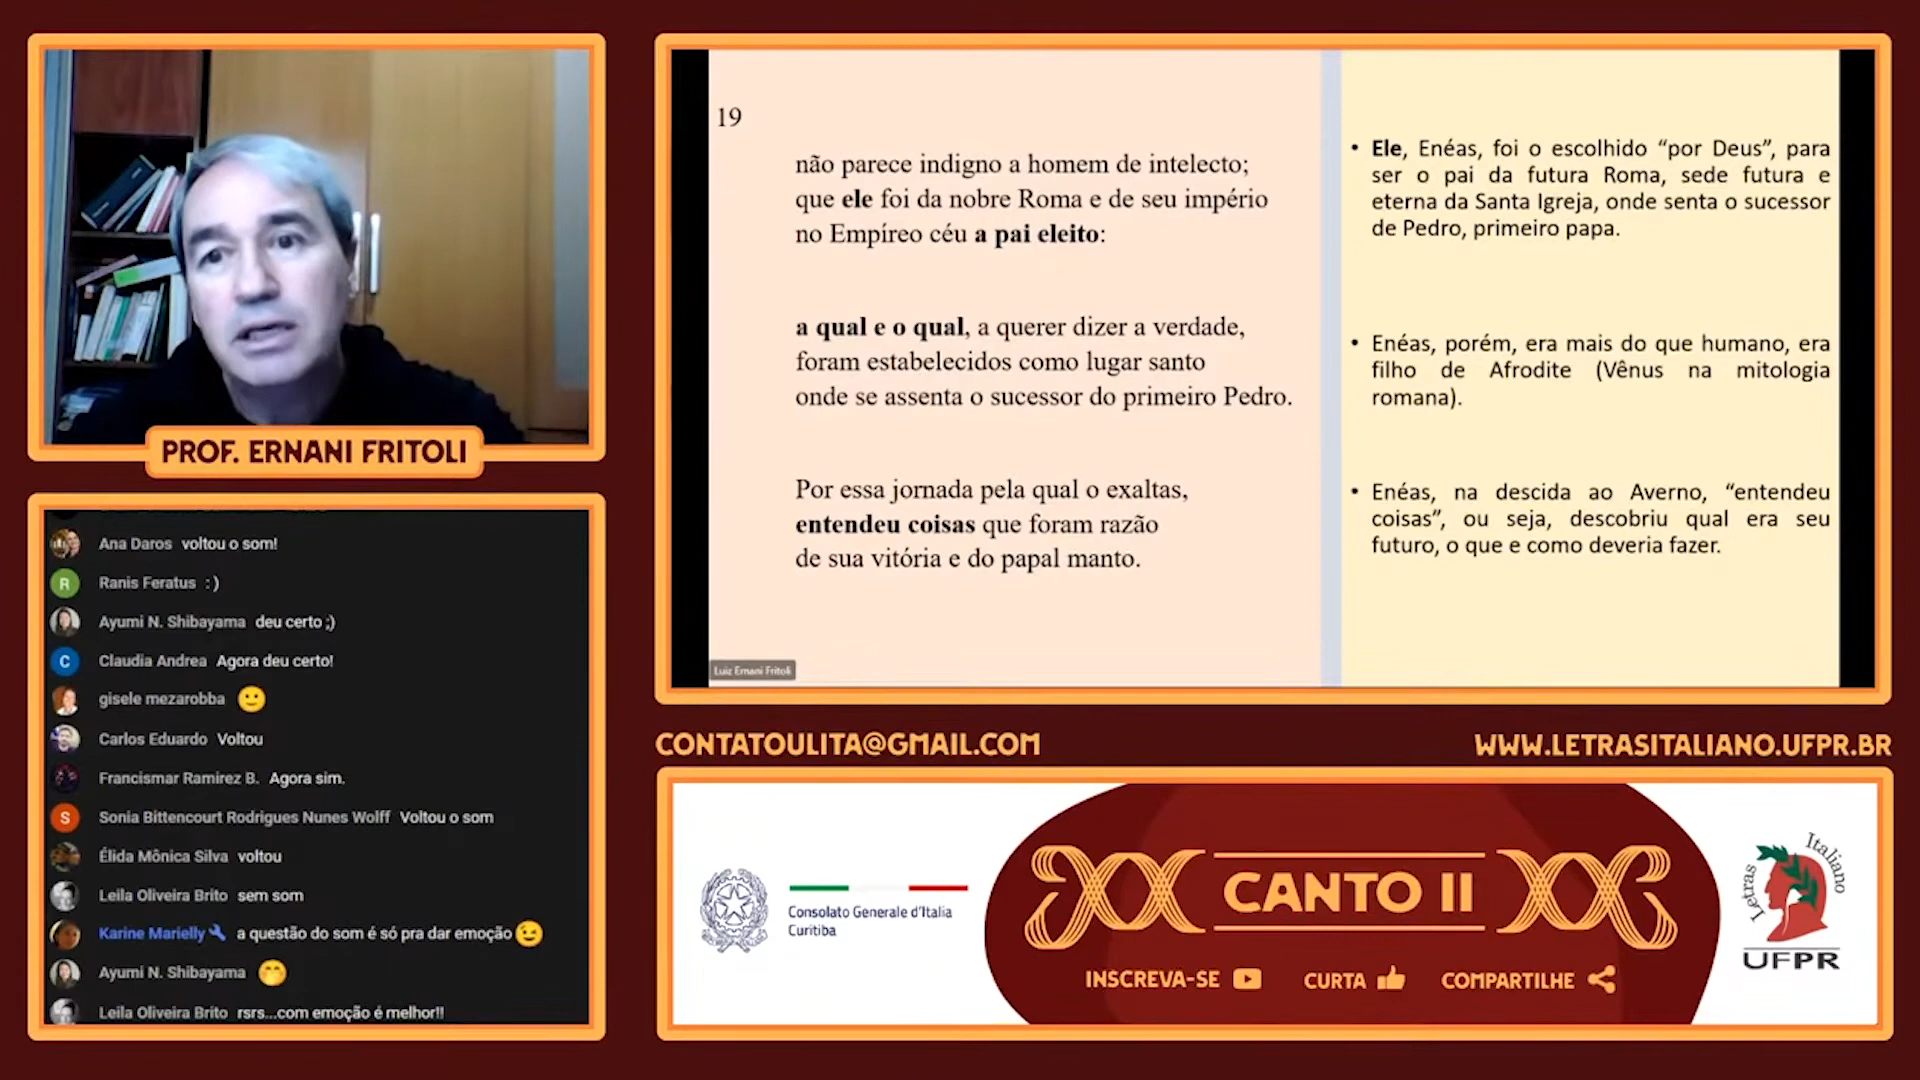 PROF. ERNANI FRITOLI
Ana Daros voltou o som!
R Ranis Feratus : )
Ayumi N. Shibayama deu certo ;)
C Claudia Andrea Agora deu certo!
gisele mezarobba 🙂
Carlos Eduardo Voltou
Francismar Ramirez B. Agora sim.
S Sonia Bittencourt Rodrigues Nunes Wolff Voltou o som
Élida Mônica Silva voltou
Leila Oliveira Brito sem som
Karine Marielly a questão do som é só pra dar emoção 😉
Ayumi N. Shibayama 🤭
Leila Oliveira Brito rsrs...com emoção é melhor!!
19
não parece indigno a homem de intelecto;
que ele foi da nobre Roma e de seu império
no Empíreo céu a pai eleito:
a qual e o qual, a querer dizer a verdade,
foram estabelecidos como lugar santo
onde se assenta o sucessor do primeiro Pedro.
Por essa jornada pela qual o exaltas,
entendeu coisas que foram razão
de sua vitória e do papal manto.
Luiz Ernani Fritoli
• Ele, Enéas, foi o escolhido “por Deus”, para
ser o pai da futura Roma, sede futura e
eterna da Santa Igreja, onde senta o sucessor
de Pedro, primeiro papa.
• Enéas, porém, era mais do que humano, era
filho de Afrodite (Vênus na mitologia
romana).
• Enéas, na descida ao Averno, “entendeu
coisas”, ou seja, descobriu qual era seu
futuro, o que e como deveria fazer.
CONTATOULITA@GMAIL.COM
WWW.LETRASITALIANO.UFPR.BR
Consolato Generale d'Italia
Curitiba
CANTO II
INSCREVA-SE
CURTA
COMPARTILHE
Letras Italiano
UFPR